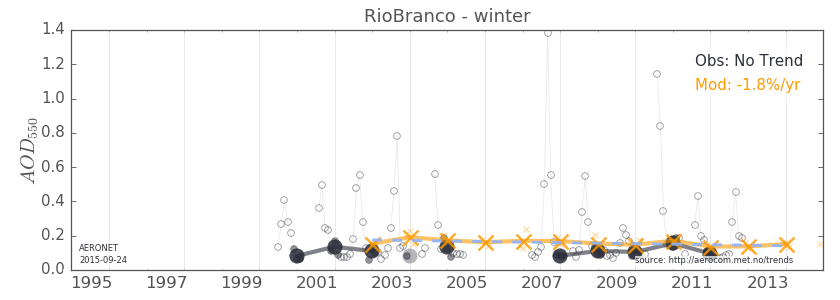 RioBranco - winter
1.4
1.2
1.0
0.8
0.6
0.4
0.2
0.0
AOD550
Obs: No Trend
Mod: -1.8%/yr
AERONET
2015-09-24
source: http://aerocom.met.no/trends
1995 1997 1999 2001 2003 2005 2007 2009 2011 2013